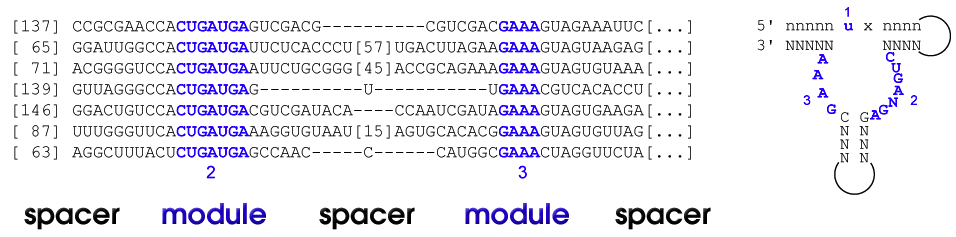 [137] CCGCGAACCACUGAUGAGUCGACG----------CGUCGACGAAAGUAGAAAUUC[...]
[ 65] GGAUUGGCCACUGAUGAUUCUCACCCU[57]UGACUUAGAAGAAAGUAGUAAGAG[...]
[ 71] ACGGGGUCCACUGAUGAAUUCUGCGGG[45]ACCGCAGAAAGAAAGUAGUGUAAA[...]
[139] GUUAGGGCCACUGAUGAG----------U-----------UGAAACGUCACACCU[...]
[146] GGACUGUCCACUGAUGACGUCGAUACA----CCAAUCGAUAGAAAGUAGUGAAGA[...]
[ 87] UUUGGGUUCACUGAUGAAAGGUGUAAU[15]AGUGCACACGGAAAGUAGUGUUAG[...]
[ 63] AGGCUUUACUCUGAUGAGCCAAC-----C------CAUGGCGAAACUAGGUUCUA[...]
2 3
spacer module spacer module spacer
1
5' nnnnn u x nnnn
3' NNNNN NNNN
A A A G
3
C U G A N G A
2
C G
N N
N N
N N